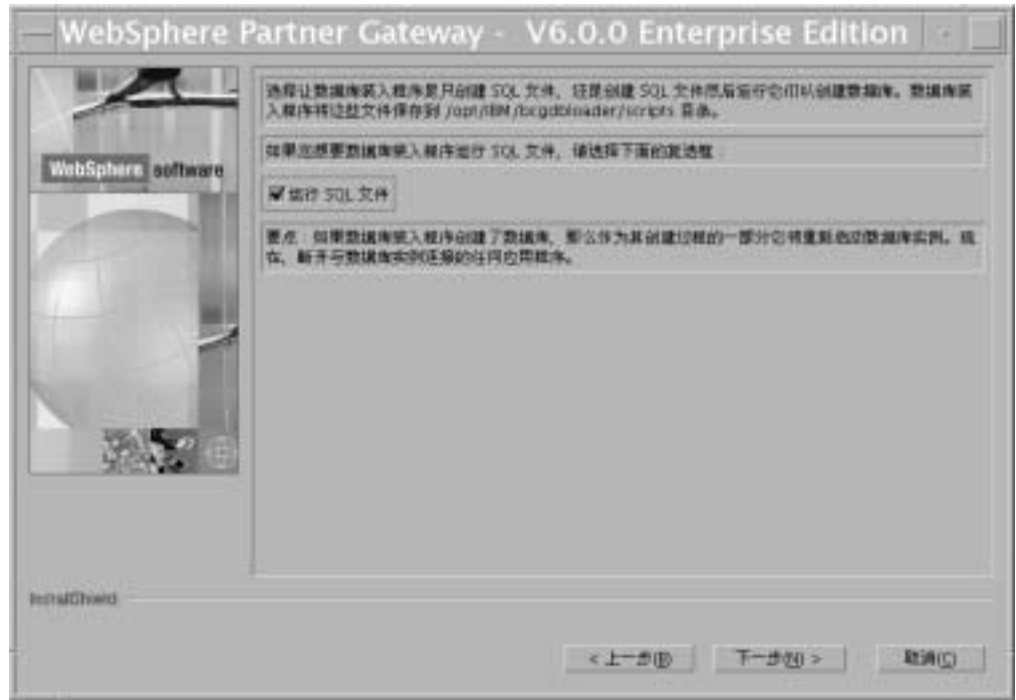 WebSphere Partner Gateway - V6.0.0 Enterprise Edition
选择让数据库装入程序是只创建 SQL 文件，还是创建 SQL 文件然后运行它们以创建数据库。数据库装
入程序将这些文件保存到 /opt/IBM/bcgdbloader/scripts 目录。
WebSphere software
如果您想要数据库装入程序运行 SQL 文件，请选择下面的复选框：
运行 SQL 文件
要点：如果数据库装入程序创建了数据库，那么作为其创建过程的一部分它将重新启动数据库实例。现
在，断开与数据库实例连接的任何应用程序。
InstallShield
< 上一步(B)
下一步(N) >
取消(C)